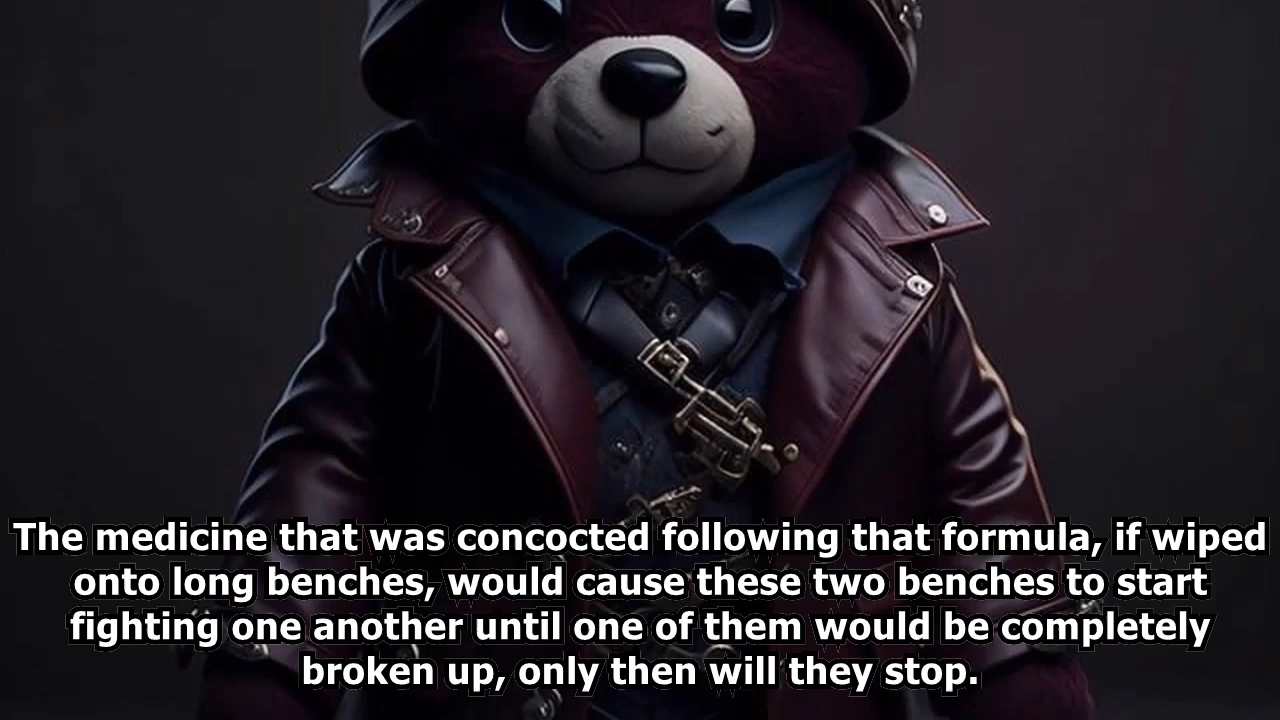 The medicine that was concocted following that formula, if wiped
onto long benches, would cause these two benches to start
fighting one another until one of them would be completely
broken up, only then will they stop.